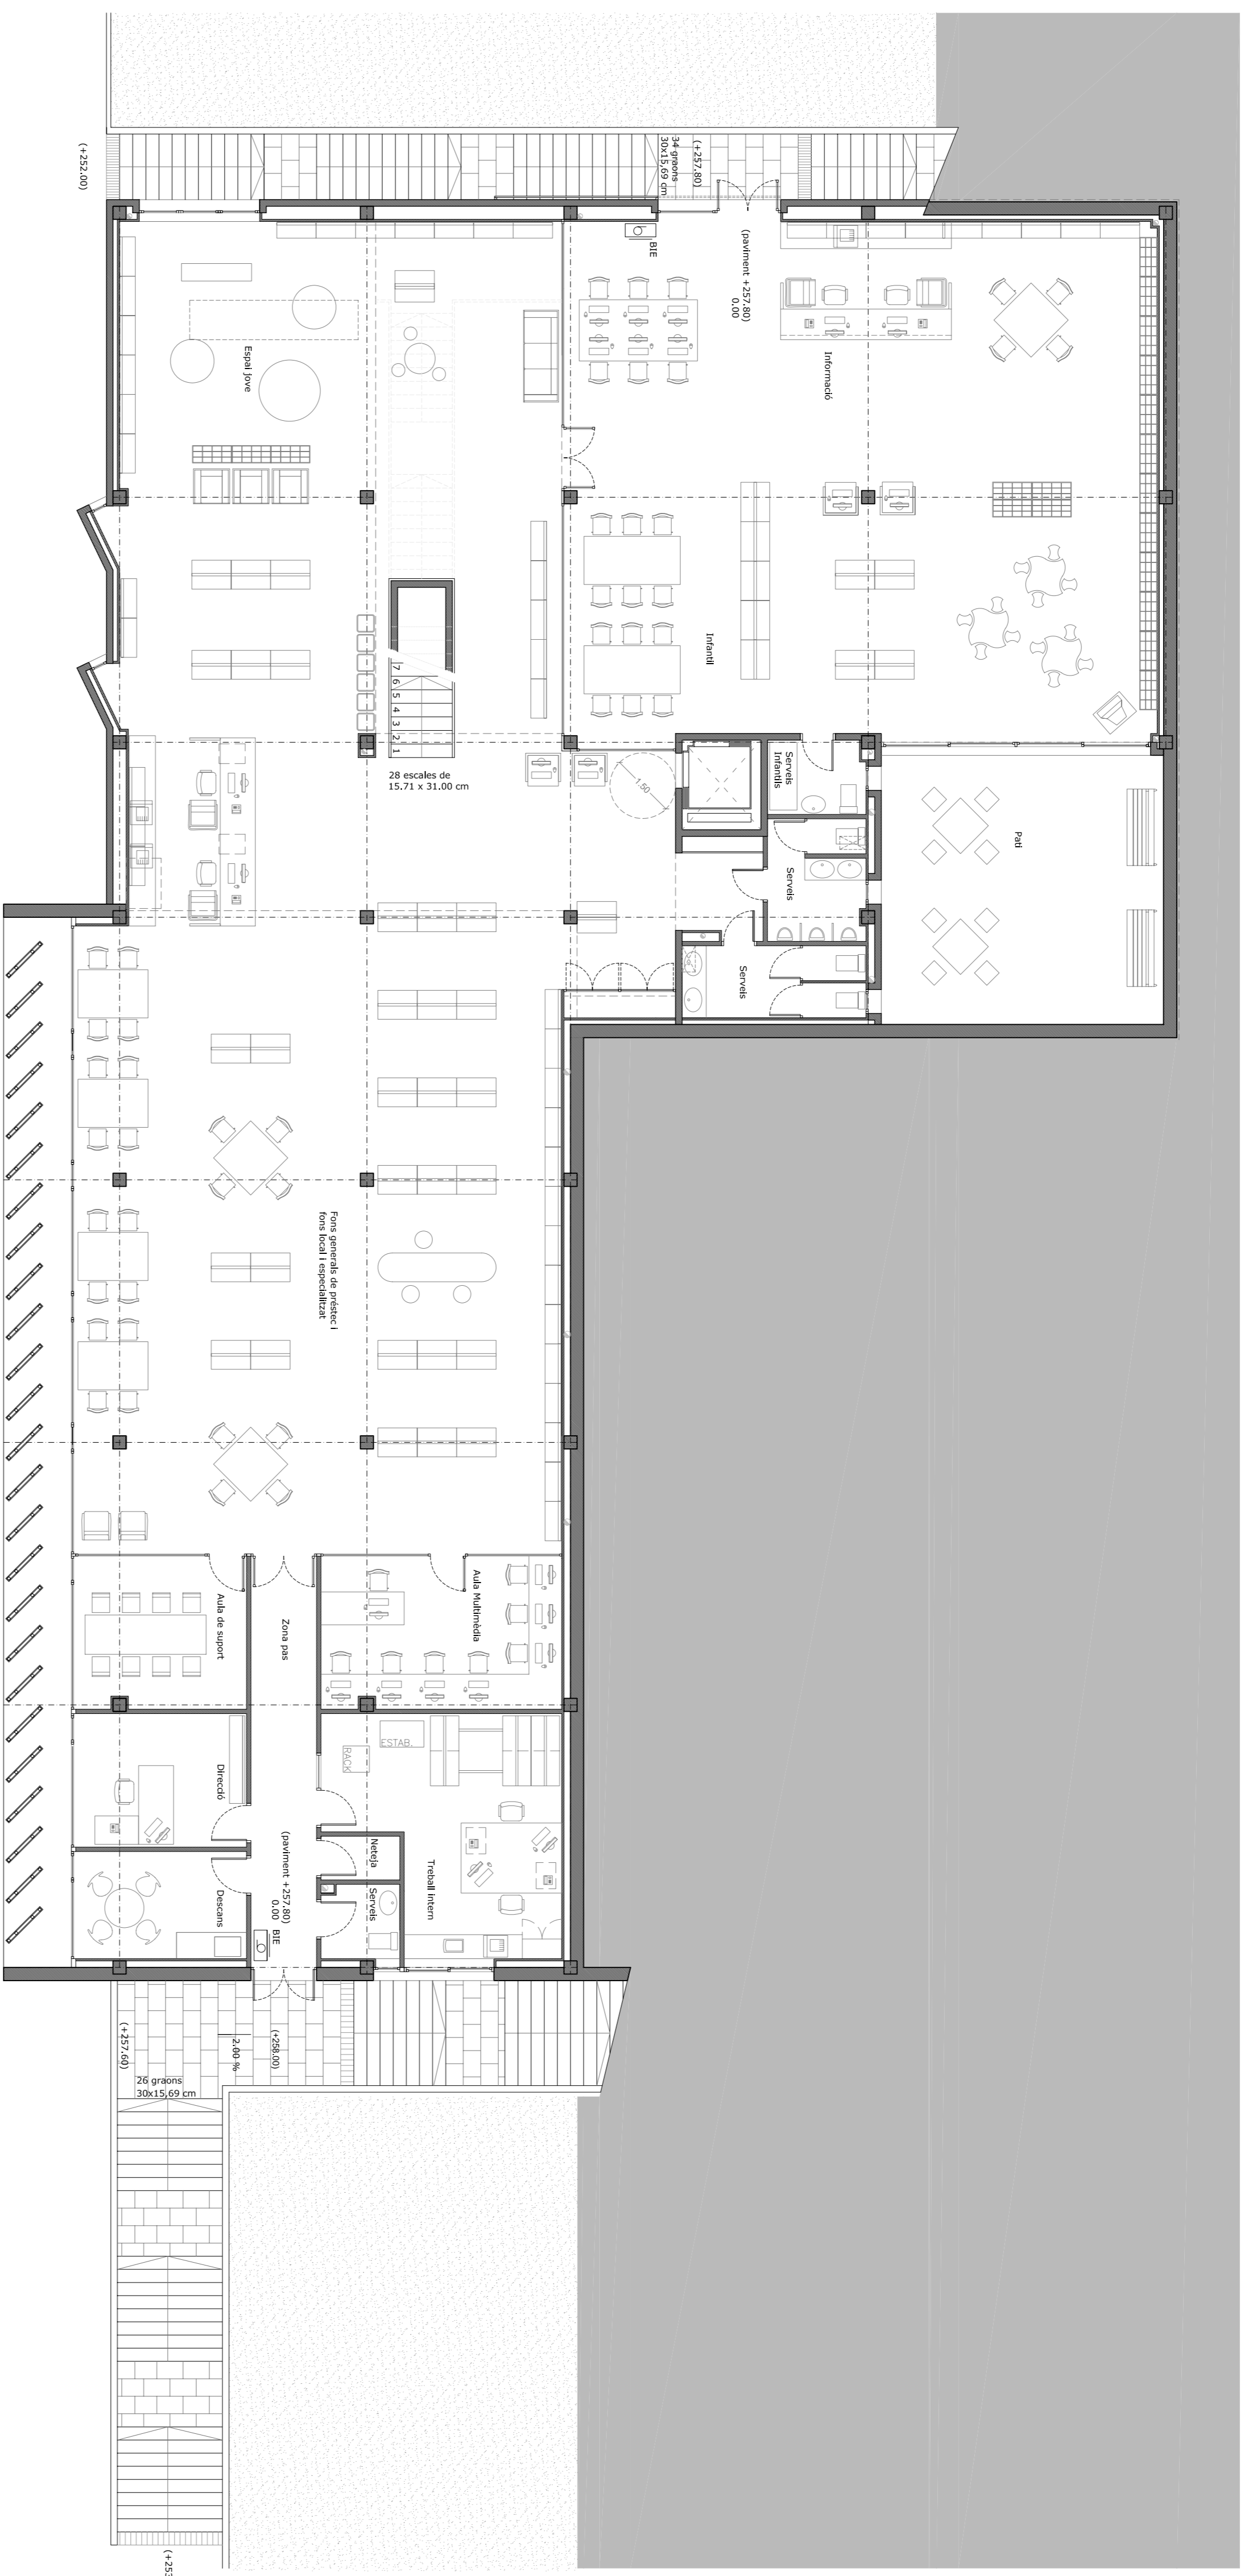 (+252.00)
34 graons
30x15,69 cm
(+257.80)
BIE
(paviment +257.80)
0.00
Informació
Espai jove
Infantil
7
6
5
4
3
2
1
28 escales de
15.71 x 31.00 cm
1.50
Serveis
Infantils
Serveis
Serveis
Pati
Fons generals de préstec i
fons local i especialitzat
Aula de suport
Zona pas
Aula Multimèdia
Direcció
ESTAB.
RACK
Neteja
Treball intern
Descans
(paviment +257.80)
0.00
BIE
Serveis
(+257.60)
2.00 %
(+258.00)
26 graons
30x15,69 cm